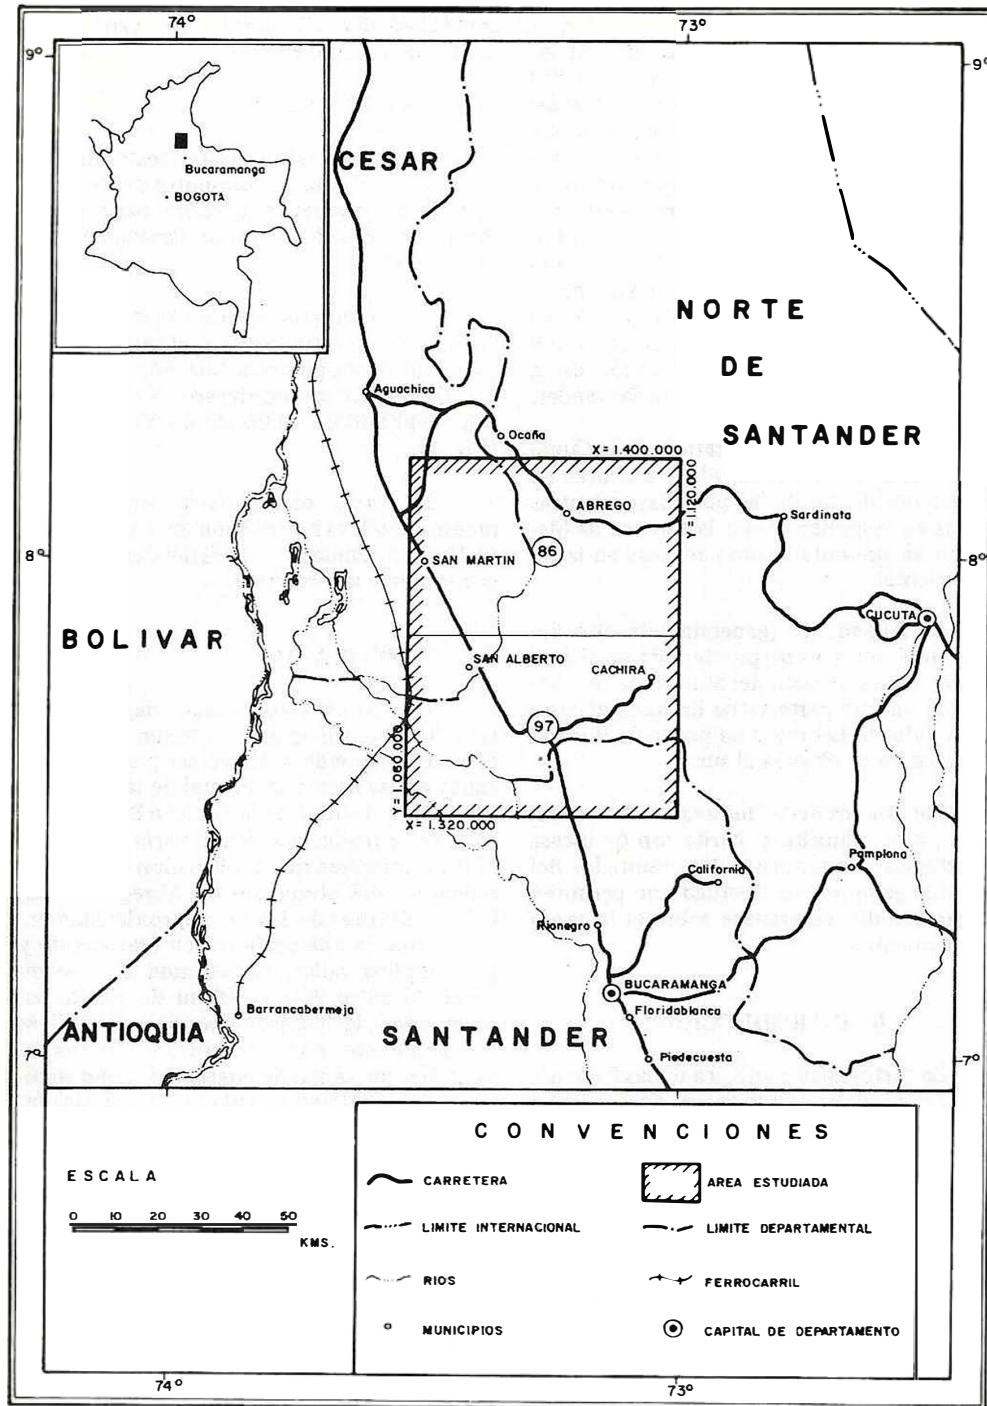 74°
73°
9°
9°
CESAR
Bucaramanga
BOGOTA
NORTE
DE
SANTANDER
Aguachica
Ocaña
X = 1.400.000
Y = 1.120.000
ABREGO
Sardinata
86
8°
8°
SAN MARTIN
CUCUTA
BOLIVAR
SAN ALBERTO
CACHIRA
97
Y = 1.080.000
X = 1.320.000
Pamplona
California
Rionegro
BUCARAMANGA
Barrancabermeja
Floridablanca
ANTIOQUIA
SANTANDER
7°
7°
Piedecuesta
CONVENCIONES
ESCALA
0 10 20 30 40 50
KMS.
CARRETERA
AREA ESTUDIADA
LIMITE INTERNACIONAL
LIMITE DEPARTAMENTAL
RIOS
FERROCARRIL
MUNICIPIOS
CAPITAL DE DEPARTAMENTO
74°
73°